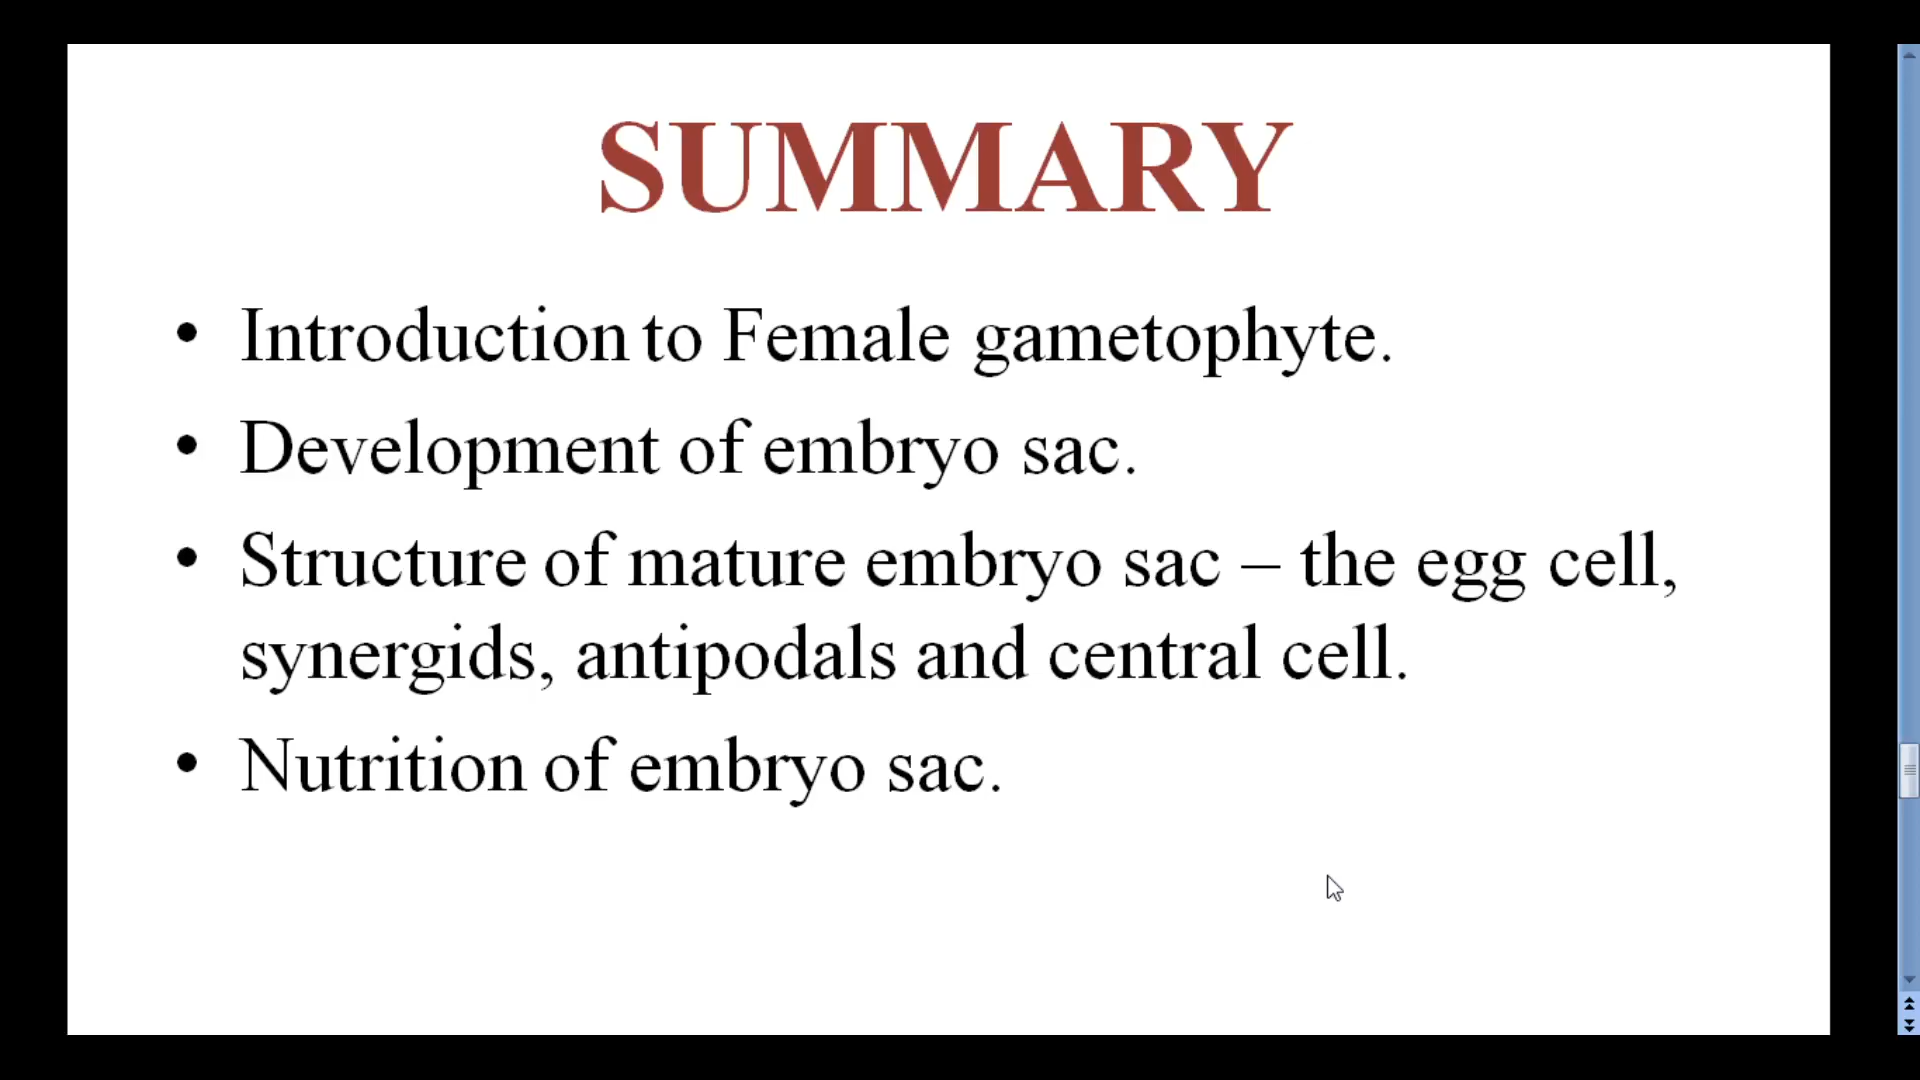 SUMMARY
• Introduction to Female gametophyte.
• Development of embryo sac.
• Structure of mature embryo sac – the egg cell,
synergids, antipodals and central cell.
• Nutrition of embryo sac.